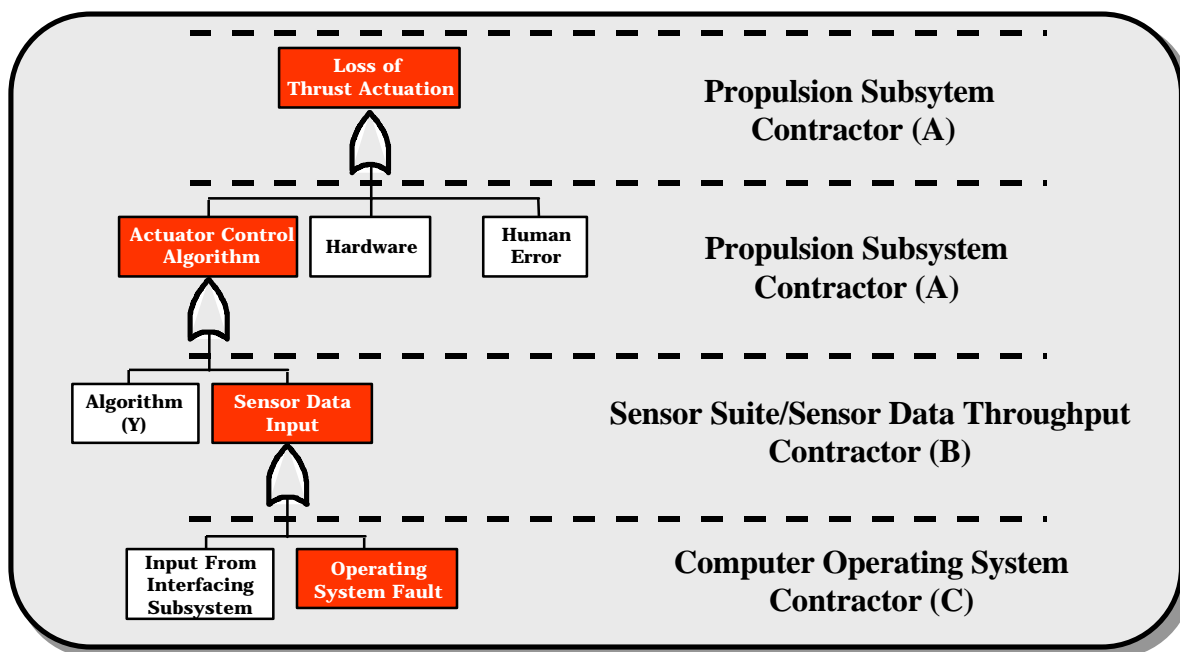 Loss of
Thrust Actuation
Propulsion Subsytem
Contractor (A)
Actuator Control
Algorithm
Hardware
Human
Error
Propulsion Subsystem
Contractor (A)
Algorithm
(Y)
Sensor Data
Input
Sensor Suite/Sensor Data Throughput
Contractor (B)
Input From
Interfacing
Subsystem
Operating
System Fault
Computer Operating System
Contractor (C)